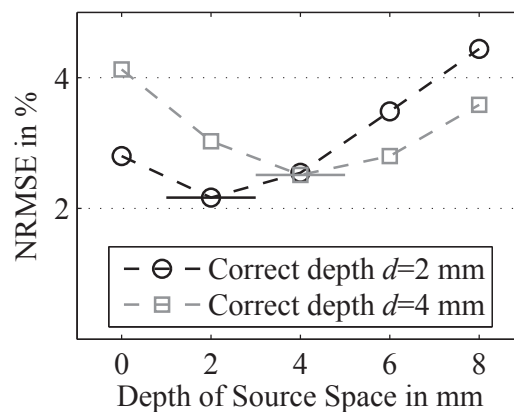 NRMSE in %
4
2
Correct depth d=2 mm
Correct depth d=4 mm
0 2 4 6 8
Depth of Source Space in mm